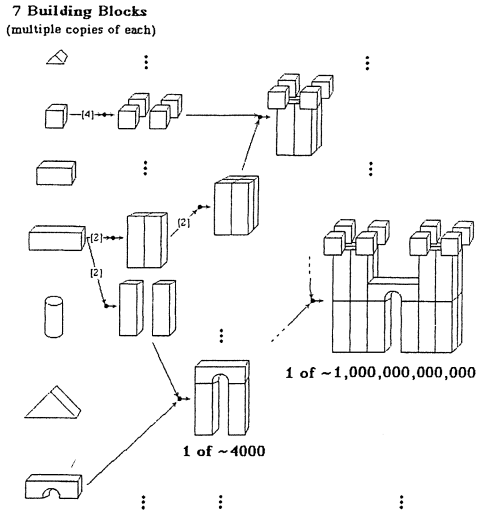 7 Building Blocks
(multiple copies of each)
[4]
[2]
[2]
[2]
1 of ~1,000,000,000,000
1 of ~4000